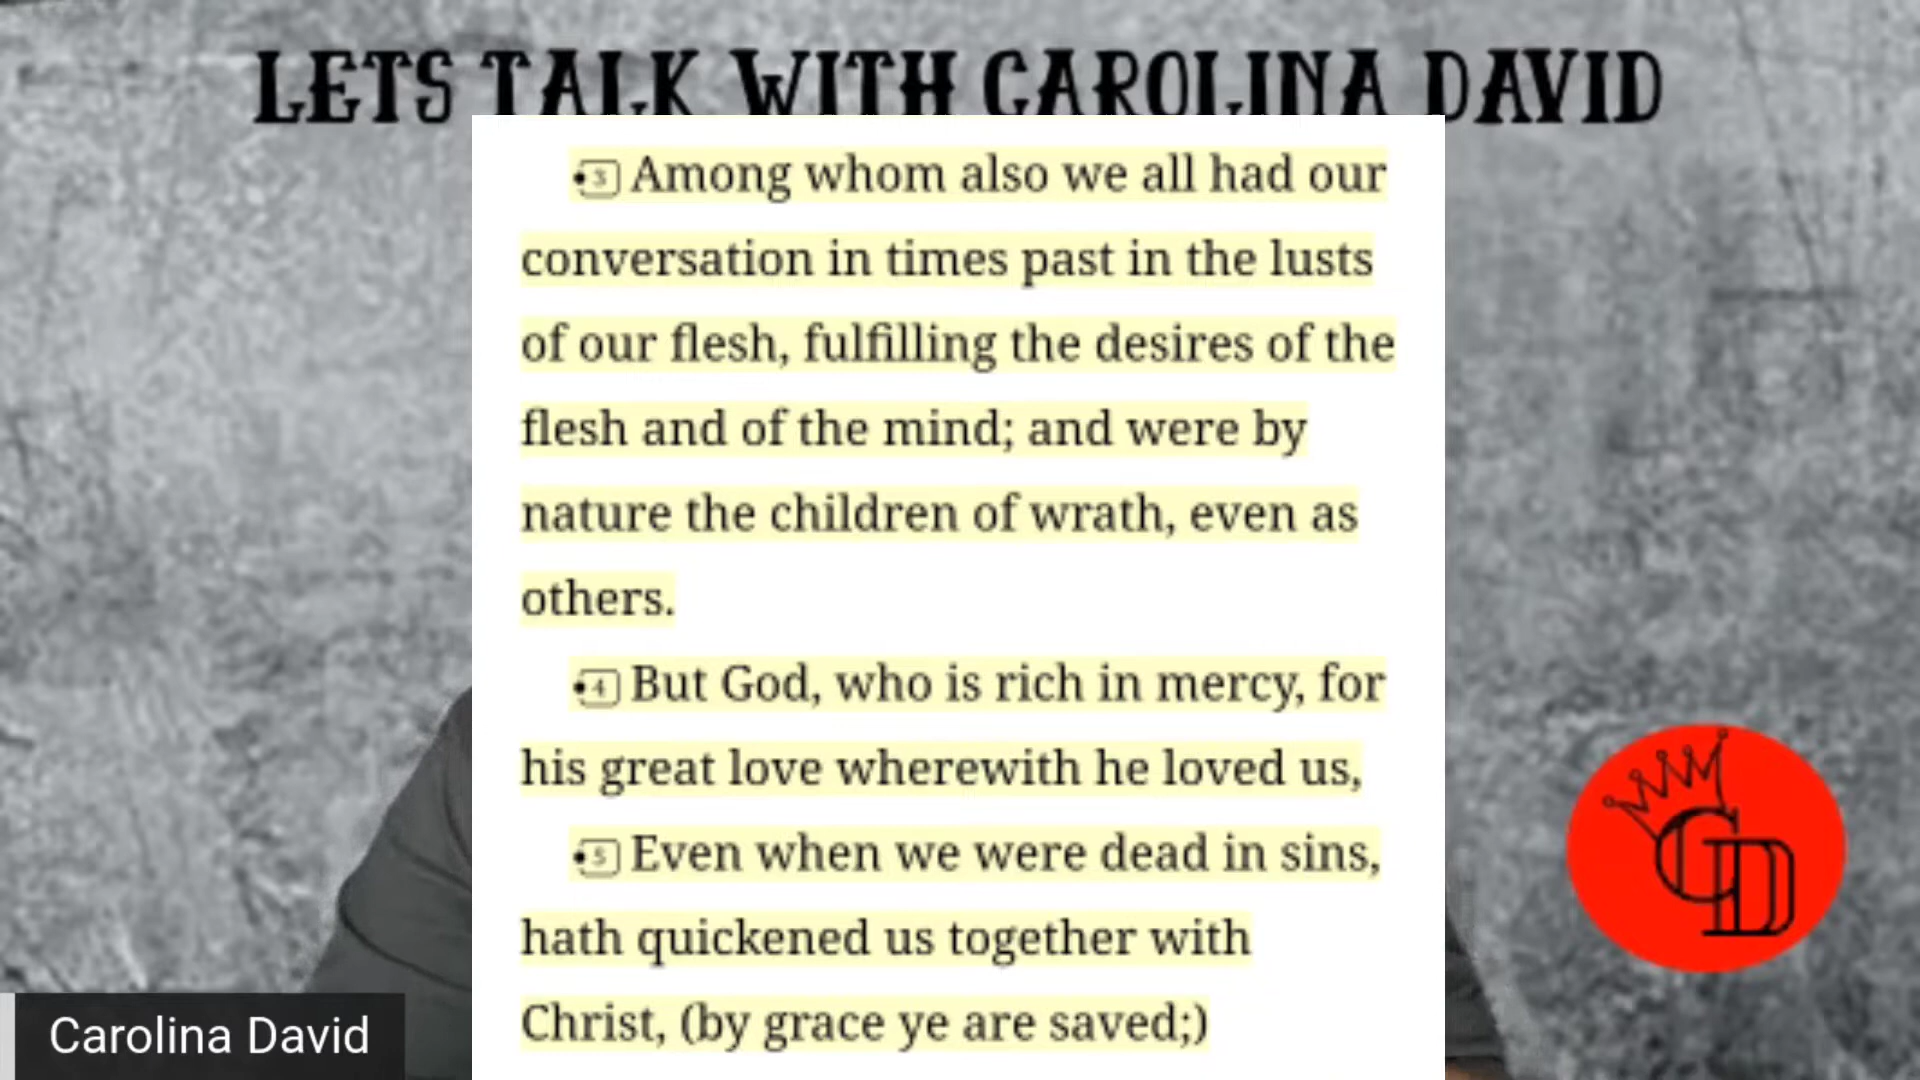 LETS TALK WITH CAROLINA DAVID
3 Among whom also we all had our
conversation in times past in the lusts
of our flesh, fulfilling the desires of the
flesh and of the mind; and were by
nature the children of wrath, even as
others.
4 But God, who is rich in mercy, for
his great love wherewith he loved us,
5 Even when we were dead in sins,
hath quickened us together with
Christ, (by grace ye are saved;)
CD
Carolina David